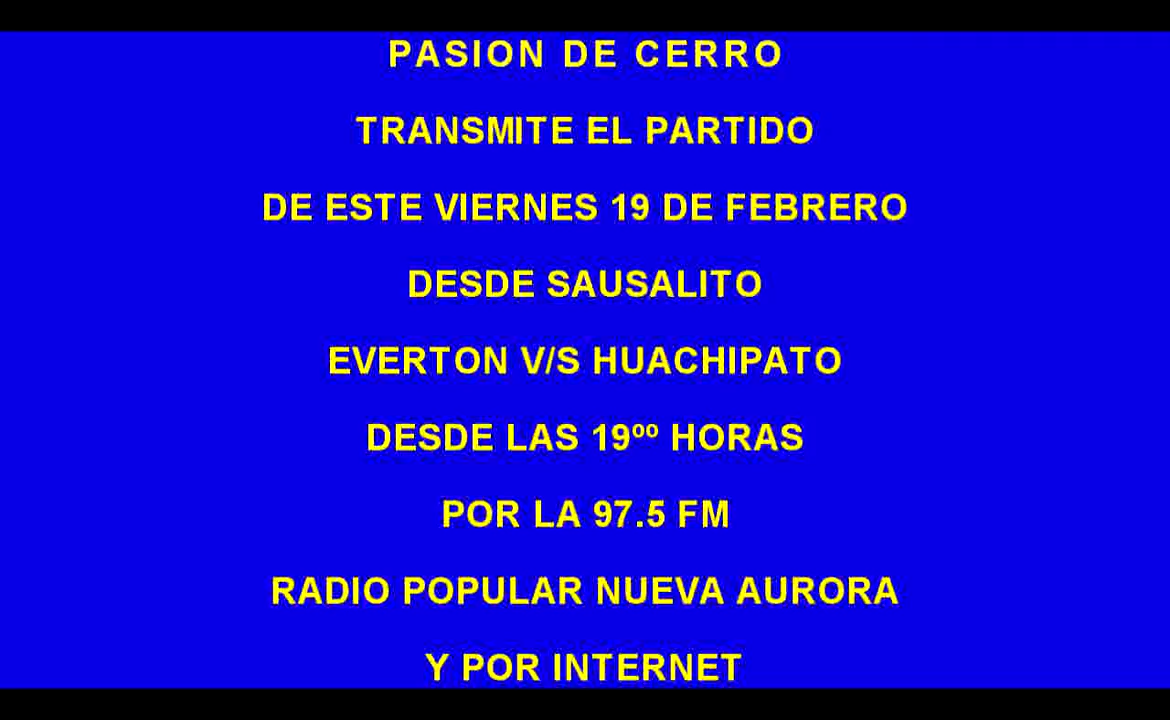 PASION DE CERRO
TRANSMITE EL PARTIDO
DE ESTE VIERNES 19 DE FEBRERO
DESDE SAUSALITO
EVERTON V/S HUACHIPATO
DESDE LAS 19ºº HORAS
POR LA 97.5 FM
RADIO POPULAR NUEVA AURORA
Y POR INTERNET